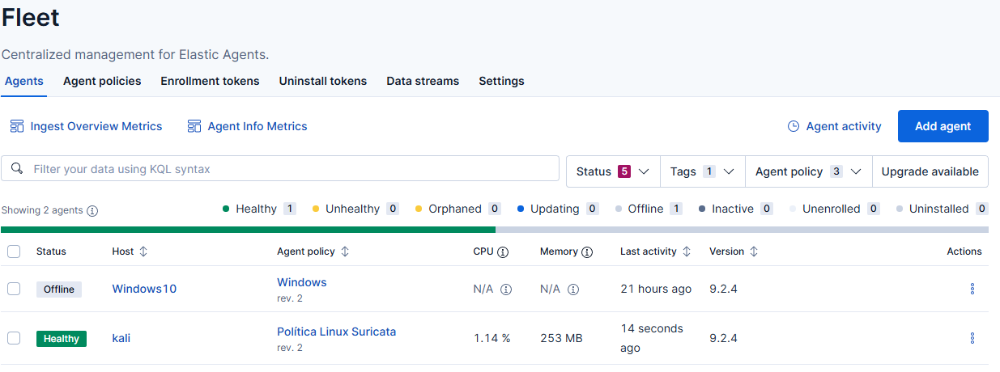 Fleet
Centralized management for Elastic Agents.
Agents Agent policies Enrollment tokens Uninstall tokens Data streams Settings
Ingest Overview Metrics Agent Info Metrics Agent activity Add agent
Filter your data using KQL syntax Status 5 Tags 1 Agent policy 3 Upgrade available
Showing 2 agents Healthy 1 Unhealthy 0 Orphaned 0 Updating 0 Offline 1 Inactive 0 Unenrolled 0 Uninstalled 0
Status Host Agent policy CPU Memory Last activity Version Actions
Offline Windows10 Windows N/A N/A 21 hours ago 9.2.4
rev. 2
Healthy kali Política Linux Suricata 1.14 % 253 MB 14 seconds ago 9.2.4
rev. 2